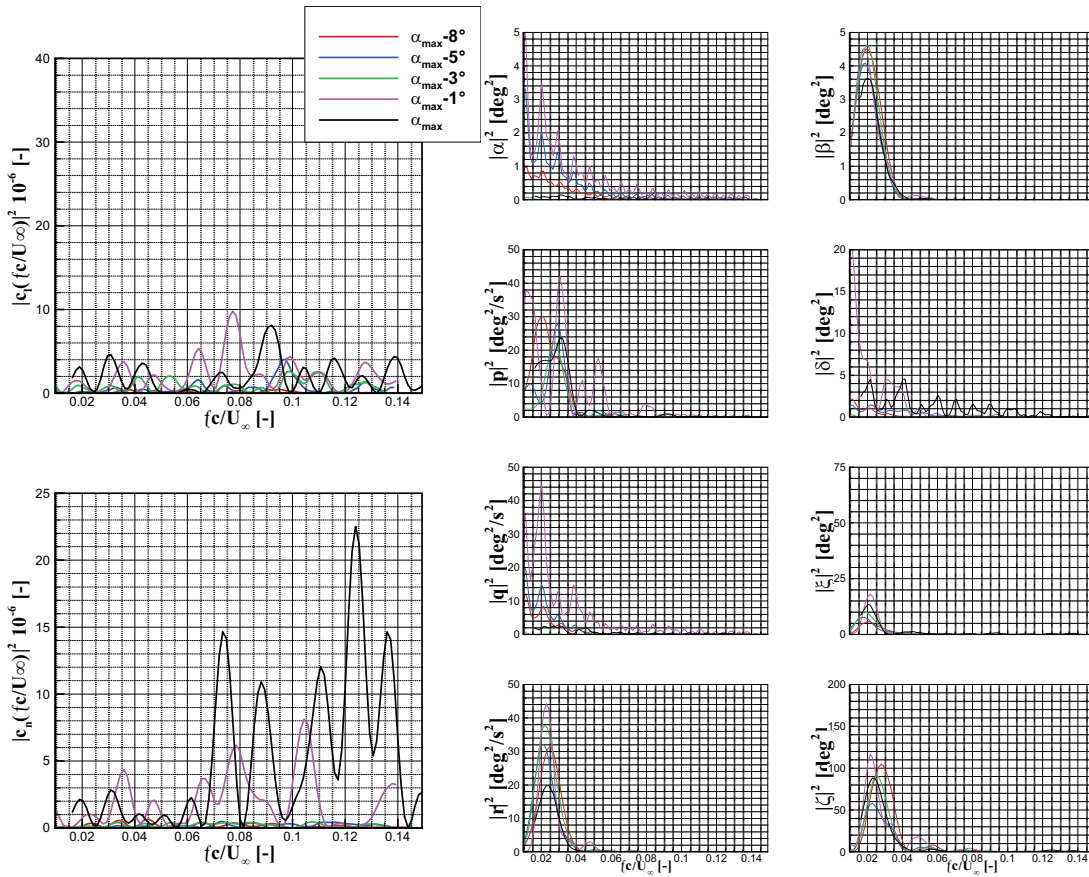 α_max-8°
α_max-5°
α_max-3°
α_max-1°
α_max
|c_l(fc/U∞)|² 10⁻⁶ [-]
40
30
20
10
0
0.02 0.04 0.06 0.08 0.1 0.12 0.14
fc/U_∞ [-]
|c_n(fc/U∞)|² 10⁻⁶ [-]
25
20
15
10
5
0
0.02 0.04 0.06 0.08 0.1 0.12 0.14
fc/U_∞ [-]
|α|² [deg²]
5
4
3
2
1
0
|β|² [deg²]
5
4
3
2
1
0
|p|² [deg²/s²]
50
40
30
20
10
0
|δ|² [deg²]
20
15
10
5
0
|q|² [deg²/s²]
50
40
30
20
10
0
|ξ|² [deg²]
75
50
25
0
|r|² [deg²/s²]
50
40
30
20
10
0
0.02 0.04 0.06 0.08 0.1 0.12 0.14
fc/U_∞ [-]
|ζ|² [deg²]
200
150
100
50
0
0.02 0.04 0.06 0.08 0.1 0.12 0.14
fc/U_∞ [-]